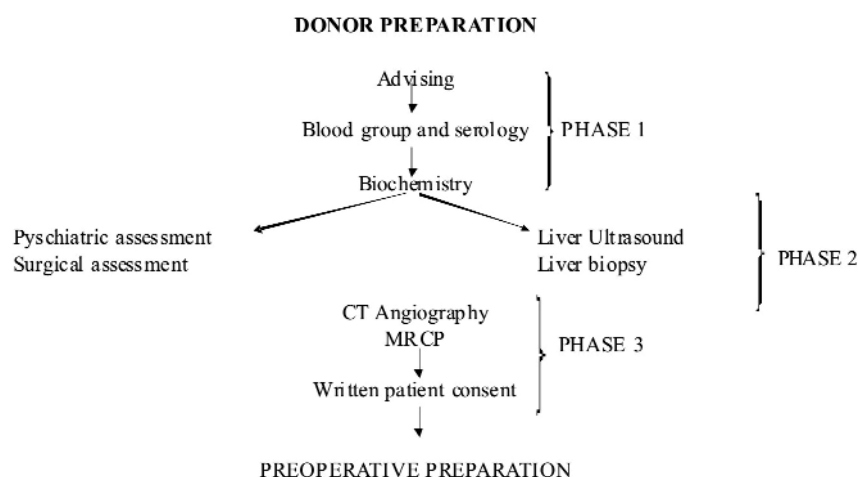 DONOR PREPARATION
Advising
Blood group and serology
PHASE 1
Biochemistry
Pyschiatric assessment
Surgical assessment
Liver Ultrasound
Liver biopsy
PHASE 2
CT Angiography
MRCP
PHASE 3
Written patient consent
PREOPERATIVE PREPARATION